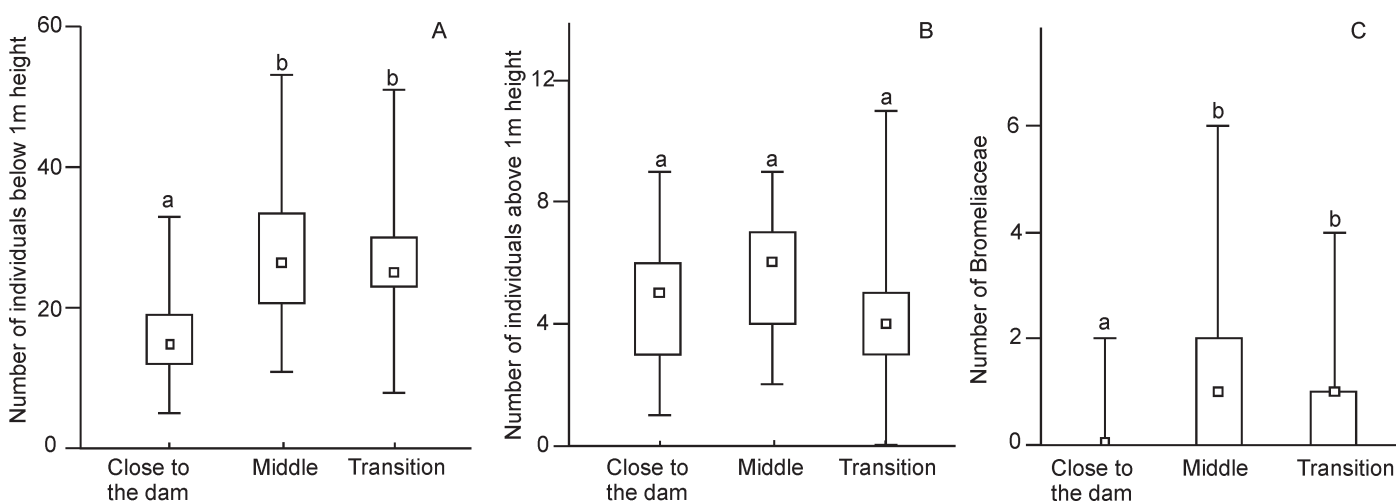 A
Number of individuals below 1m height
60
40
20
0
a
b
b
Close to
the dam
Middle
Transition
B
Number of individuals above 1m height
12
8
4
0
a
a
a
Close to
the dam
Middle
Transition
C
Number of Bromeliaceae
6
4
2
0
a
b
b
Close to
the dam
Middle
Transition